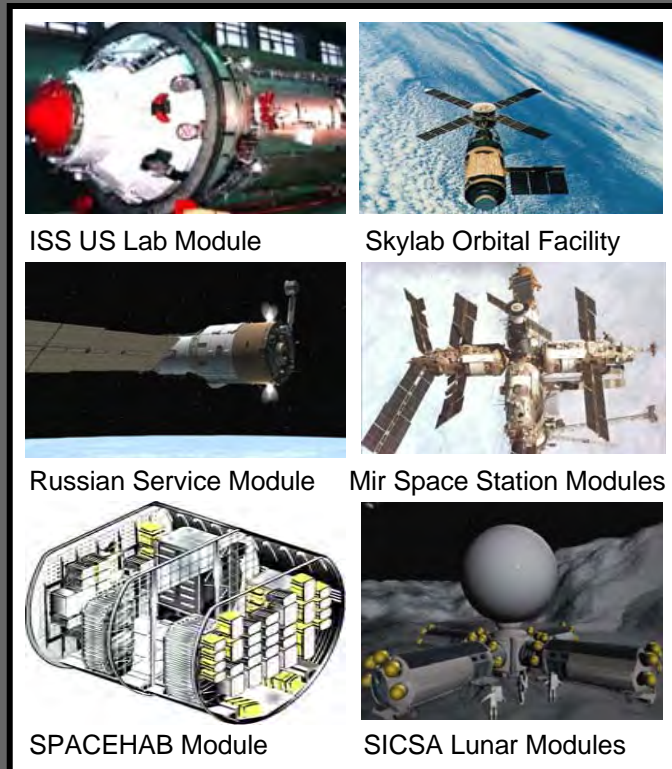 ISS US Lab Module
Skylab Orbital Facility
Russian Service Module
Mir Space Station Modules
SPACEHAB Module
SICSA Lunar Modules